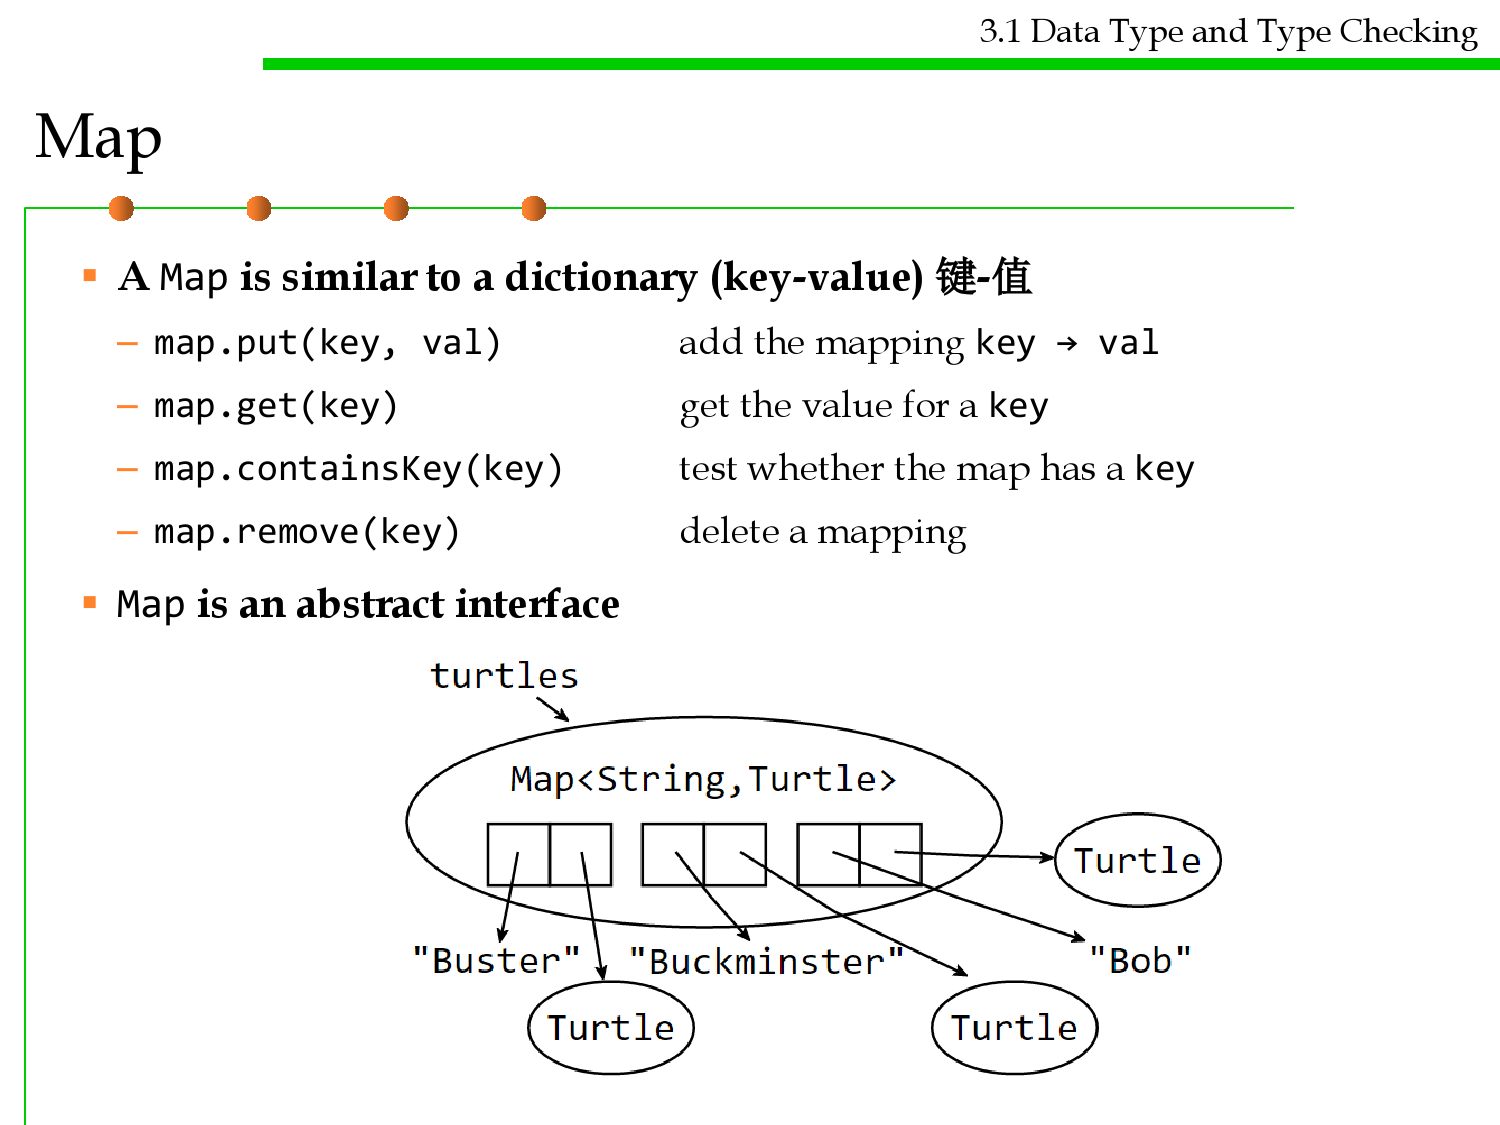 3.1 Data Type and Type Checking
Map
A Map is similar to a dictionary (key-value) 键-值
– map.put(key, val) add the mapping key → val
– map.get(key) get the value for a key
– map.containsKey(key) test whether the map has a key
– map.remove(key) delete a mapping
Map is an abstract interface
turtles
Map<String,Turtle>
Turtle
"Buster" "Buckminster" "Bob"
Turtle Turtle